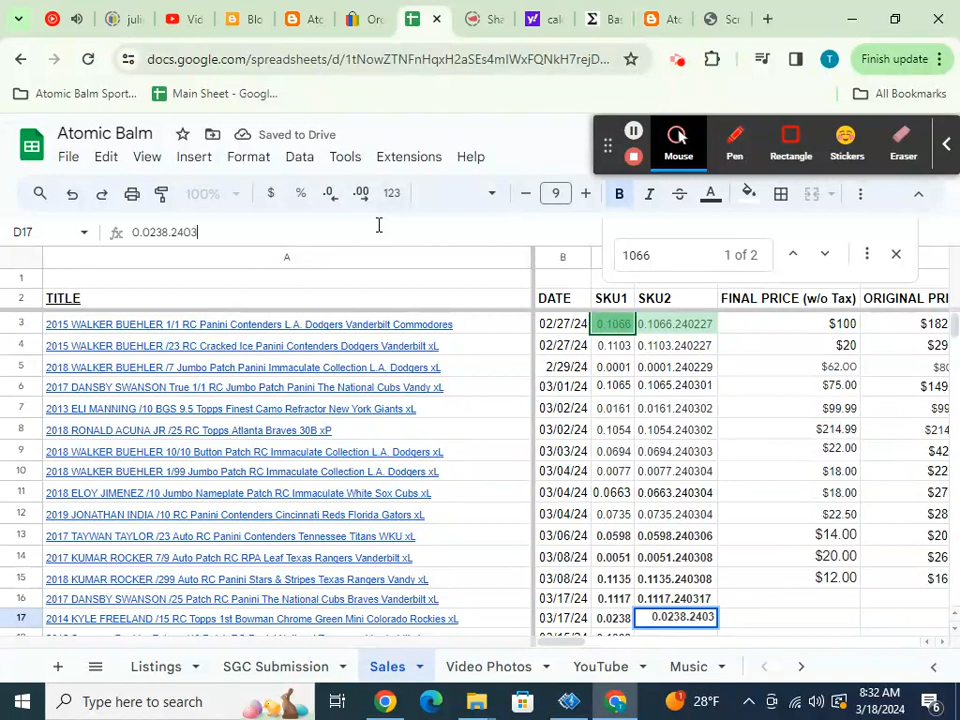 juli
Vid
Blo
Ato
Orc
Sha
cale
Bas
Ato
Scr
docs.google.com/spreadsheets/d/1tNowZTNFnHqxH2aSEs4mIWxFQNKh7rejD...
T
Finish update
Atomic Balm Sport...
Main Sheet - Googl...
All Bookmarks
Atomic Balm
Saved to Drive
File Edit View Insert Format Data Tools Extensions Help
Mouse Pen Rectangle Stickers Eraser
100% $ % .0 .00 123 9 B I A
D17 fx 0.0238.2403
1066 1 of 2
A B
1
2 TITLE DATE SKU1 SKU2 FINAL PRICE (w/o Tax) ORIGINAL PRI
3 2015 WALKER BUEHLER 1/1 RC Panini Contenders L.A. Dodgers Vanderbilt Commodores 02/27/24 0.1066 0.1066.240227 $100 $182
4 2015 WALKER BUEHLER /23 RC Cracked Ice Panini Contenders Dodgers Vanderbilt xL 02/27/24 0.1103 0.1103.240227 $20 $29
5 2018 WALKER BUEHLER /7 Jumbo Patch Panini Immaculate Collection L.A. Dodgers xL 2/29/24 0.0001 0.0001.240229 $62.00 $80
6 2017 DANSBY SWANSON True 1/1 RC Jumbo Patch Panini The National Cubs Vandy xL 03/01/24 0.1065 0.1065.240301 $75.00 $149
7 2013 ELI MANNING /10 BGS 9.5 Topps Finest Camo Refractor New York Giants xL 03/02/24 0.0161 0.0161.240302 $99.99 $99
8 2018 RONALD ACUNA JR /25 RC Topps Atlanta Braves 30B xP 03/02/24 0.1054 0.1054.240302 $214.99 $214
9 2018 WALKER BUEHLER 10/10 Button Patch RC Immaculate Collection L.A. Dodgers xL 03/03/24 0.0694 0.0694.240303 $22.00 $42
10 2018 WALKER BUEHLER 1/99 Jumbo Patch RC Immaculate Collection L.A. Dodgers xL 03/04/24 0.0077 0.0077.240304 $18.00 $22
11 2018 ELOY JIMENEZ /10 Jumbo Nameplate Patch RC Immaculate White Sox Cubs xL 03/04/24 0.0663 0.0663.240304 $18.00 $27
12 2019 JONATHAN INDIA /10 RC Panini Contenders Cincinnati Reds Florida Gators xL 03/04/24 0.0735 0.0735.240304 $22.50 $28
13 2017 TAYWAN TAYLOR /23 Auto RC Panini Contenders Tennessee Titans WKU xL 03/06/24 0.0598 0.0598.240306 $14.00 $20
14 2017 KUMAR ROCKER 7/9 Auto Patch RC RPA Leaf Texas Rangers Vanderbilt xL 03/08/24 0.0051 0.0051.240308 $20.00 $26
15 2018 KUMAR ROCKER /299 Auto RC Panini Stars & Stripes Texas Rangers Vandy xL 03/08/24 0.1135 0.1135.240308 $12.00 $16
16 2017 DANSBY SWANSON /25 Patch RC Panini The National Cubs Braves Vanderbilt xL 03/17/24 0.1117 0.1117.240317
17 2014 KYLE FREELAND /15 RC Topps 1st Bowman Chrome Green Mini Colorado Rockies xL 03/17/24 0.0238 0.0238.2403
Listings SGC Submission Sales Video Photos YouTube Music
Type here to search 28°F 8:32 AM
3/18/2024 6